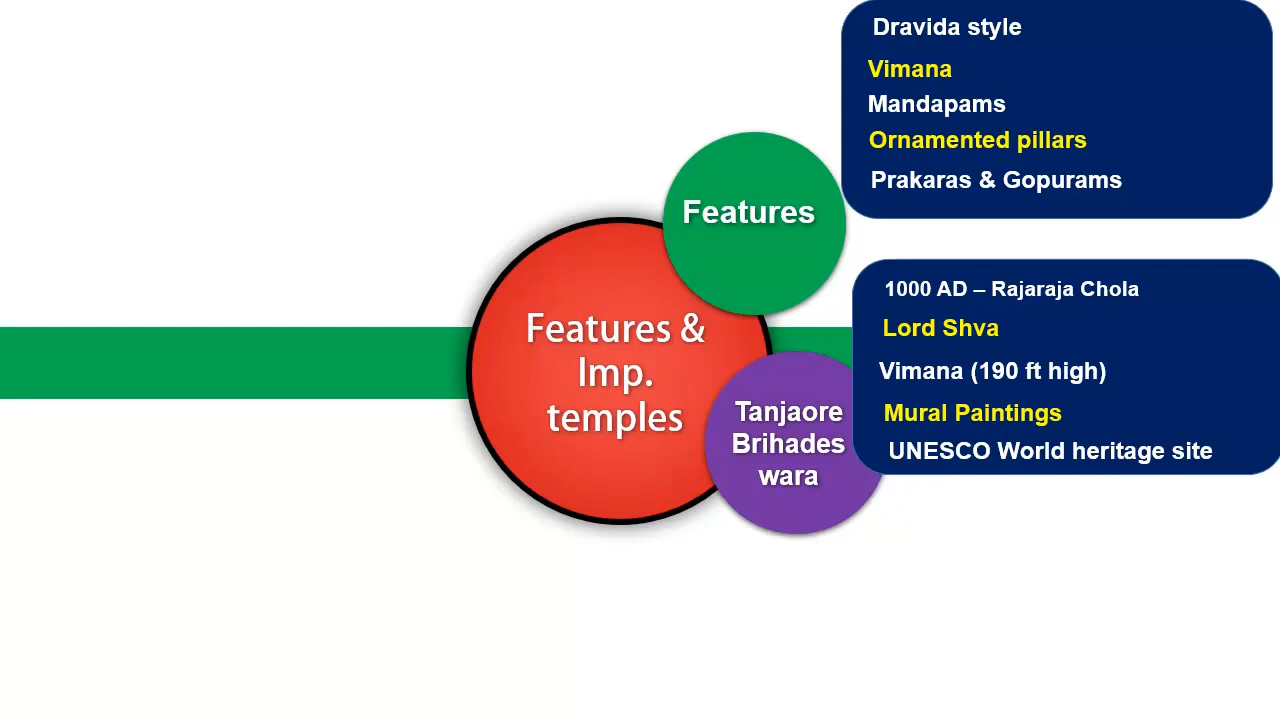 Features &
Imp.
temples
Features
Dravida style
Vimana
Mandapams
Ornamented pillars
Prakaras & Gopurams
Tanjaore
Brihades
wara
1000 AD – Rajaraja Chola
Lord Shva
Vimana (190 ft high)
Mural Paintings
UNESCO World heritage site